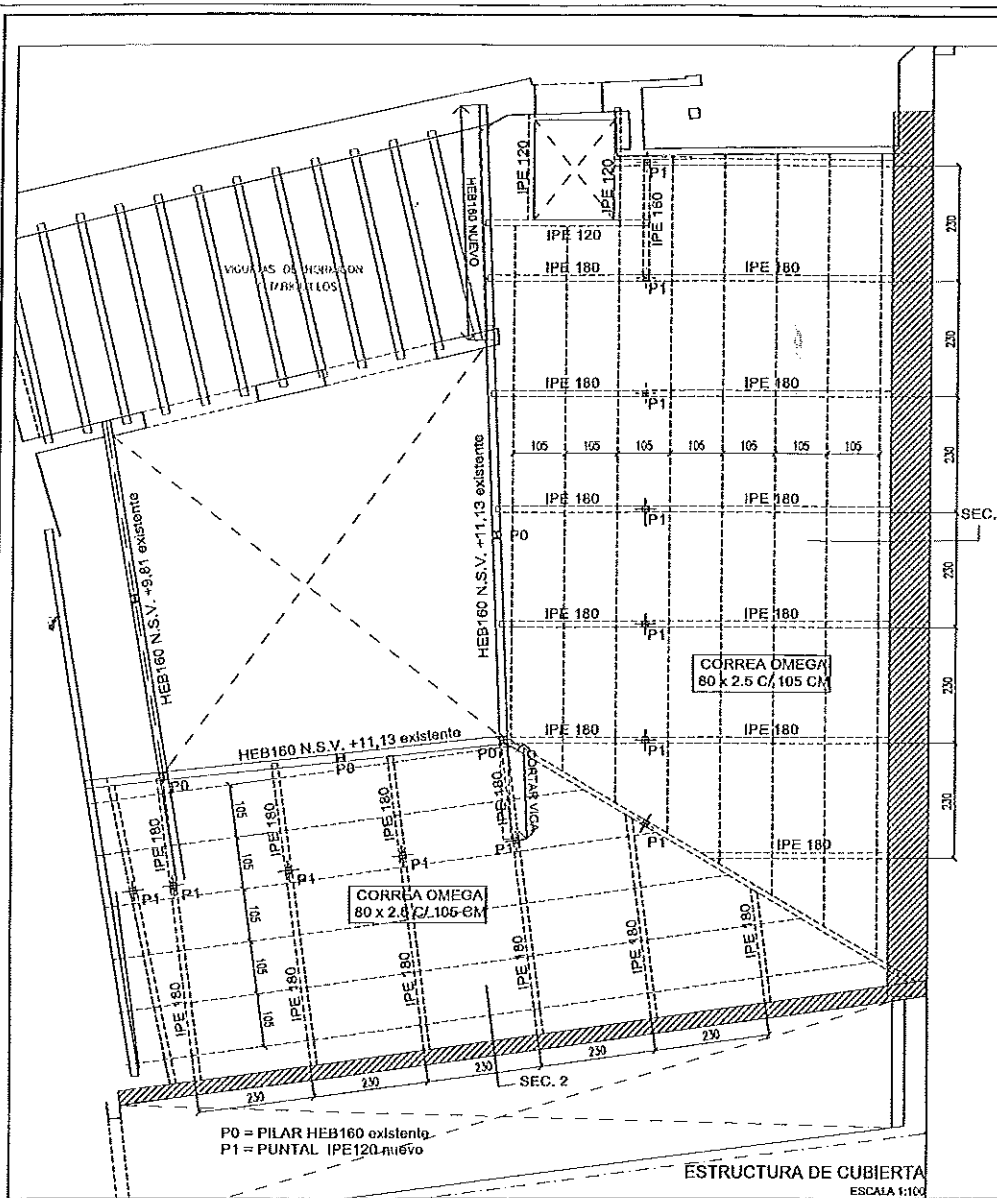 HEB160 NUEVO
IPE 120
IPE 120
P1
IPE 160
230
IPE 120
VIGUETAS DE HORMIGON
IPE 180
IPE 180
P1
230
IPE 180
IPE 180
P1
105 105 105 105 105 105 105
230
HEB160 N.S.V. +9,81 existente
HEB160 N.S.V. +11,13 existente
IPE 180
IPE 180
P1
SEC.
P0
230
IPE 180
IPE 180
P1
CORREA OMEGA
80 x 2.5 C/ 105 CM
230
HEB160 N.S.V. +11,13 existente
P0
P0
IPE 180
IPE 180
P1
P0
CORTAR VIGA
230
IPE 180
IPE 180
IPE 180
IPE 180
105
105
105
105
P1
P1
P1
P1
P1
P1
IPE 180
CORREA OMEGA
80 x 2.5 C/ 105 CM
IPE 180
IPE 180
IPE 180
IPE 180
IPE 180
IPE 180
230
230
230
230
230
SEC. 2
P0 = PILAR HEB160 existente
P1 = PUNTAL IPE120 nuevo
ESTRUCTURA DE CUBIERTA
ESCALA 1:100